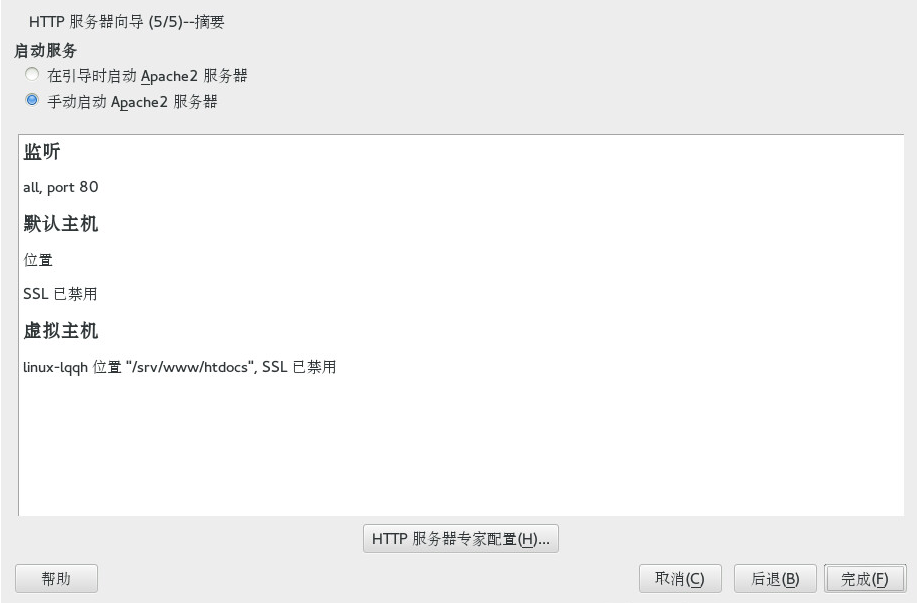 HTTP 服务器向导 (5/5)--摘要
启动服务
在引导时启动 Apache2 服务器
手动启动 Apache2 服务器
监听
all, port 80
默认主机
位置
SSL 已禁用
虚拟主机
linux-lqqh 位置 "/srv/www/htdocs", SSL 已禁用
HTTP 服务器专家配置(H)...
帮助 取消(C) 后退(B) 完成(F)